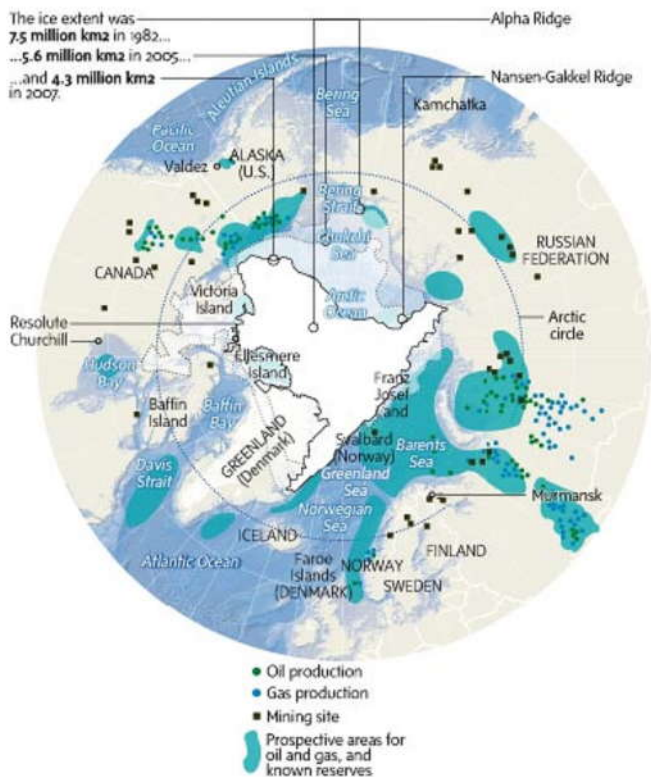 The ice extent was
7.5 million km2 in 1982...
...5.6 million km2 in 2005...
...and 4.3 million km2
in 2007.
Alpha Ridge
Nansen-Gakkel Ridge
Aleutian Islands
Bering
Sea
Kamchatka
Pacific
Ocean
Valdez
ALASKA
(U.S.)
Bering
Strait
Chukchi
Sea
RUSSIAN
FEDERATION
CANADA
Victoria
Island
Arctic
Ocean
Arctic
circle
Resolute
Churchill
Ellesmere
Island
Hudson
Bay
Franz
Josef
Land
Baffin
Island
Baffin
Bay
GREENLAND
(Denmark)
Svalbard
(Norway)
Barents
Sea
Greenland
Sea
Davis
Strait
Murmansk
Norwegian
Sea
ICELAND
FINLAND
Atlantic Ocean
Faroe
Islands
(DENMARK)
NORWAY
SWEDEN
Oil production
Gas production
Mining site
Prospective areas for
oil and gas, and
known reserves